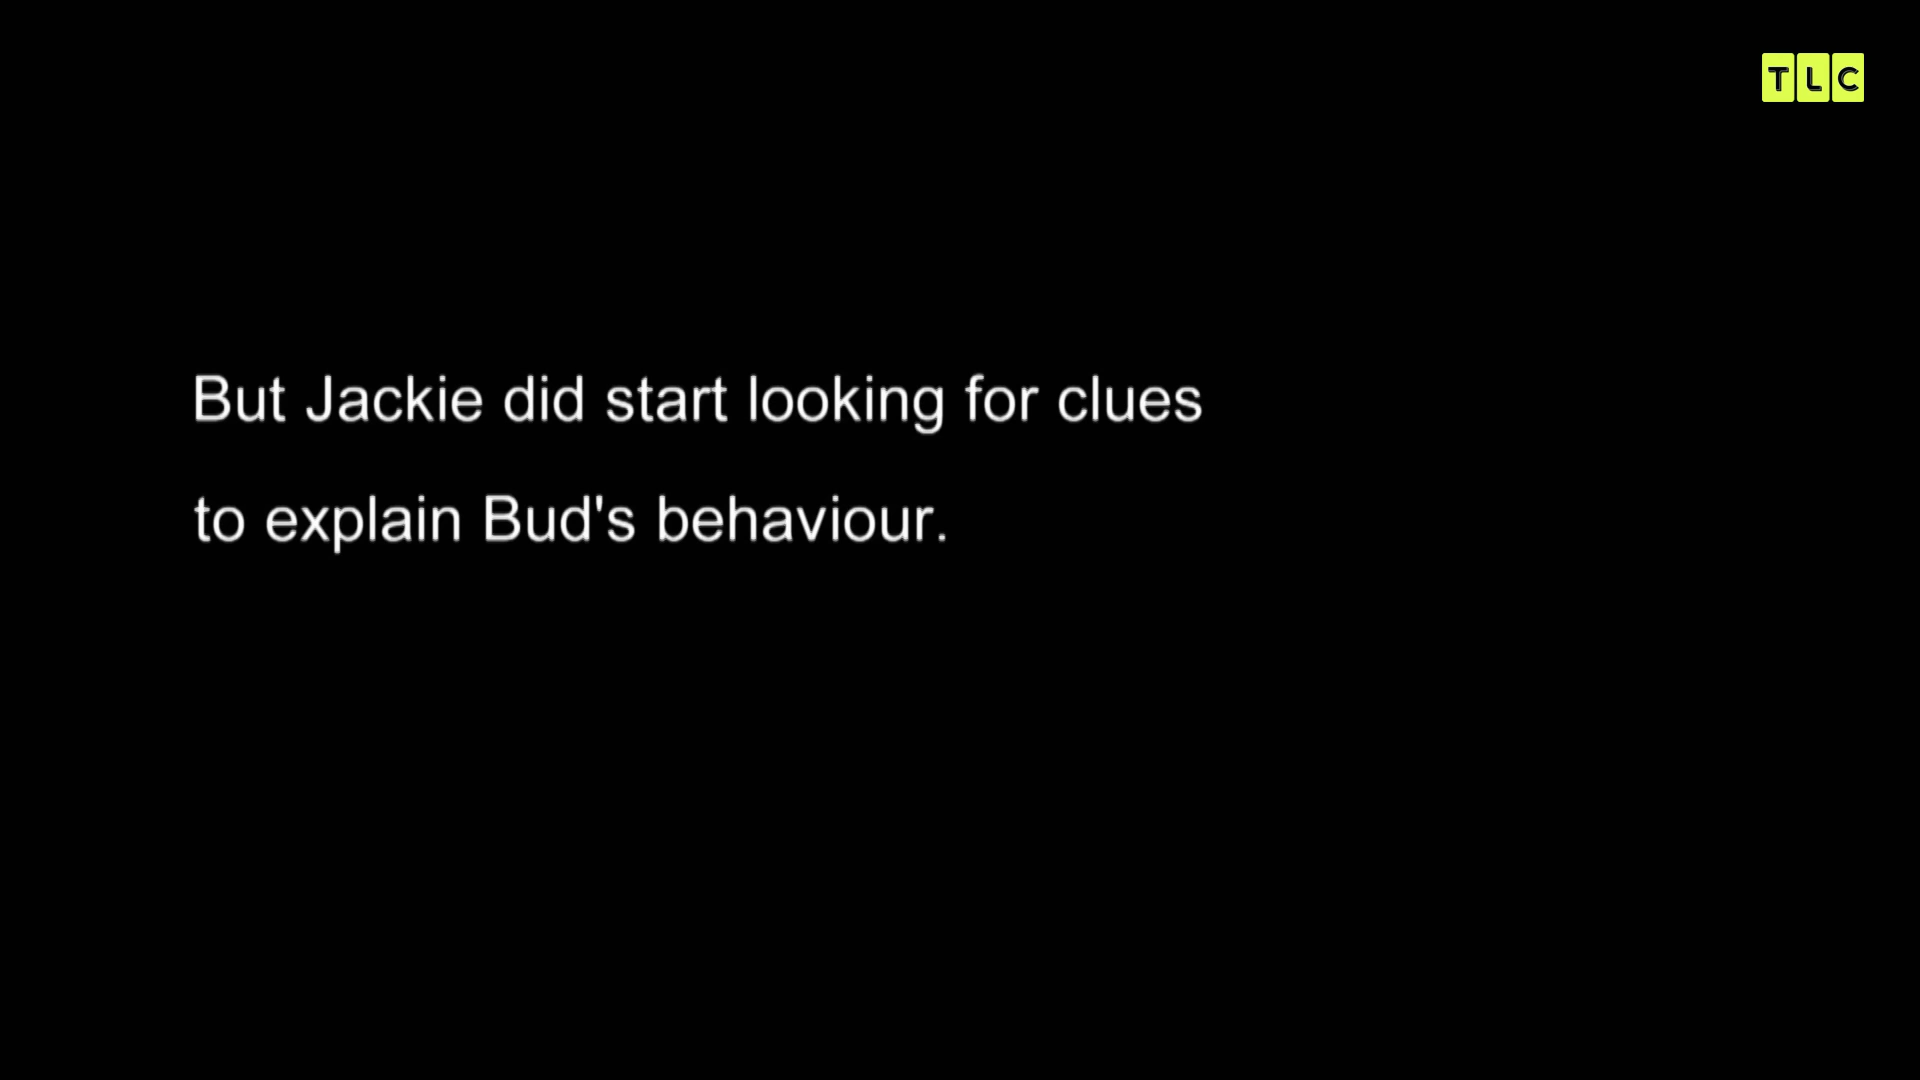 TLC
But Jackie did start looking for clues
to explain Bud's behaviour.